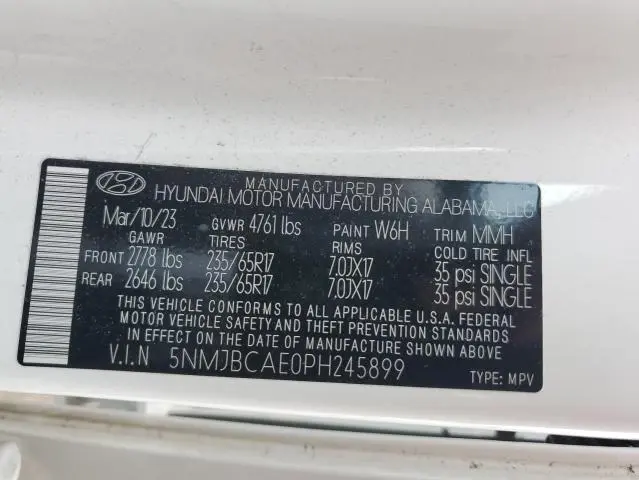 MANUFACTURED BY
HYUNDAI MOTOR MANUFACTURING ALABAMA, LLC
Mar/10/23 GVWR 4761 lbs PAINT W6H TRIM MMH
GAWR TIRES RIMS COLD TIRE INFL
FRONT 2778 lbs 235/65R17 7.0JX17 35 psi SINGLE
REAR 2646 lbs 235/65R17 7.0JX17 35 psi SINGLE
THIS VEHICLE CONFORMS TO ALL APPLICABLE U.S.A. FEDERAL
MOTOR VEHICLE SAFETY AND THEFT PREVENTION STANDARDS
IN EFFECT ON THE DATE OF MANUFACTURE SHOWN ABOVE
V.I.N 5NMJBCAE0PH245899
TYPE: MPV